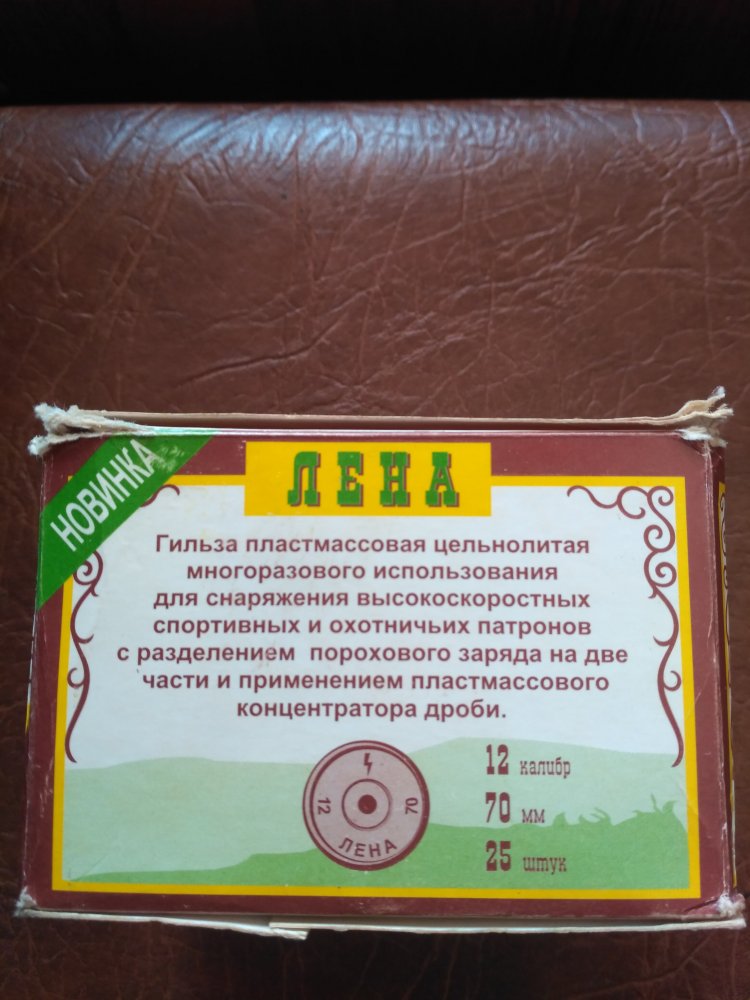 НОВИНКА
ЛЕНА
Гильза пластмассовая цельнолитая
многоразового использования
для снаряжения высокоскоростных
спортивных и охотничьих патронов
с разделением порохового заряда на две
части и применением пластмассового
концентратора дроби.
12 70
ЛЕНА
12 калибр
70 мм
25 штук